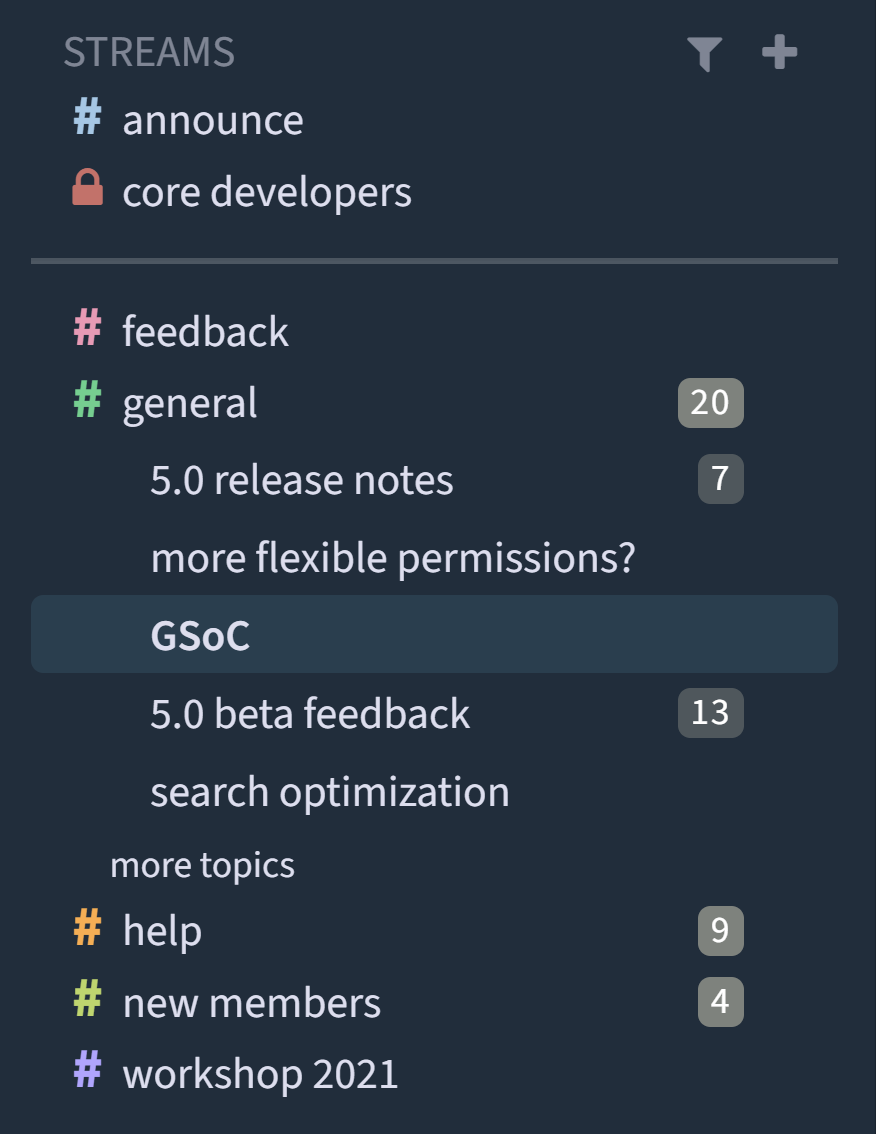 STREAMS
# announce
core developers
# feedback
# general 20
5.0 release notes 7
more flexible permissions?
GSoC
5.0 beta feedback 13
search optimization
more topics
# help 9
# new members 4
# workshop 2021